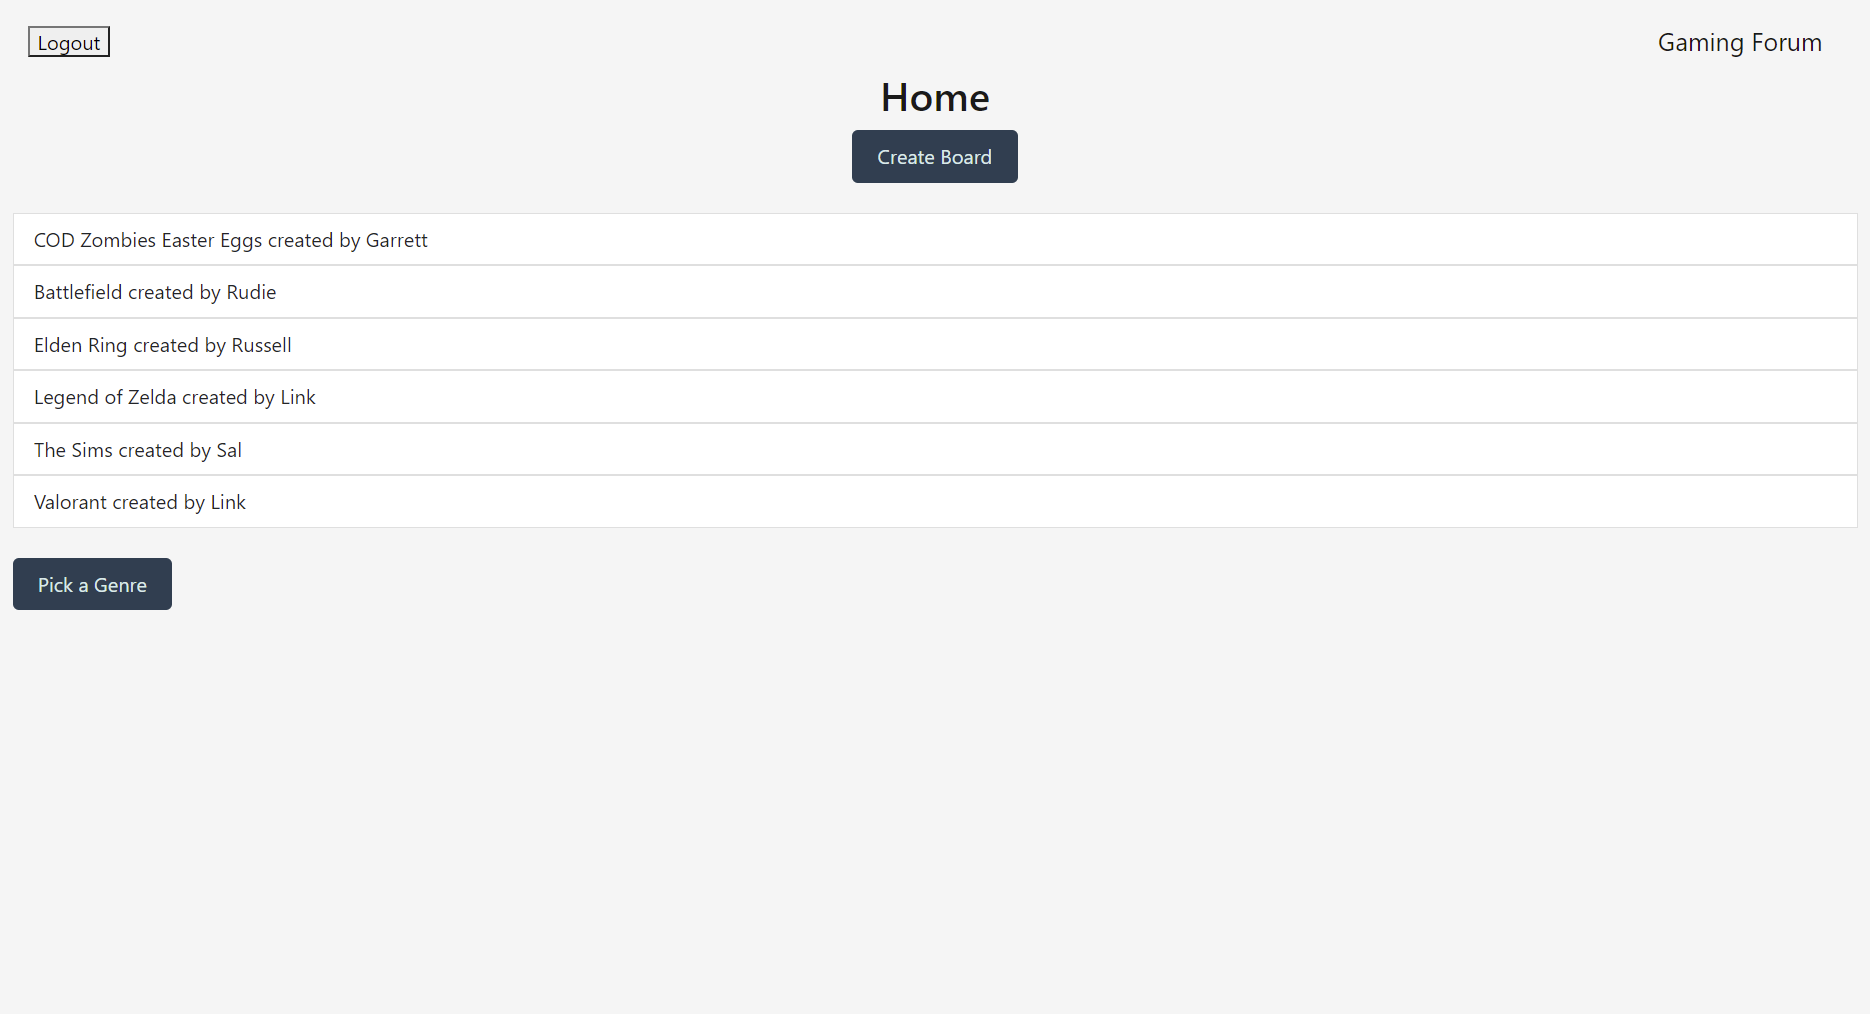 Logout
Gaming Forum
Home
Create Board
COD Zombies Easter Eggs created by Garrett
Battlefield created by Rudie
Elden Ring created by Russell
Legend of Zelda created by Link
The Sims created by Sal
Valorant created by Link
Pick a Genre